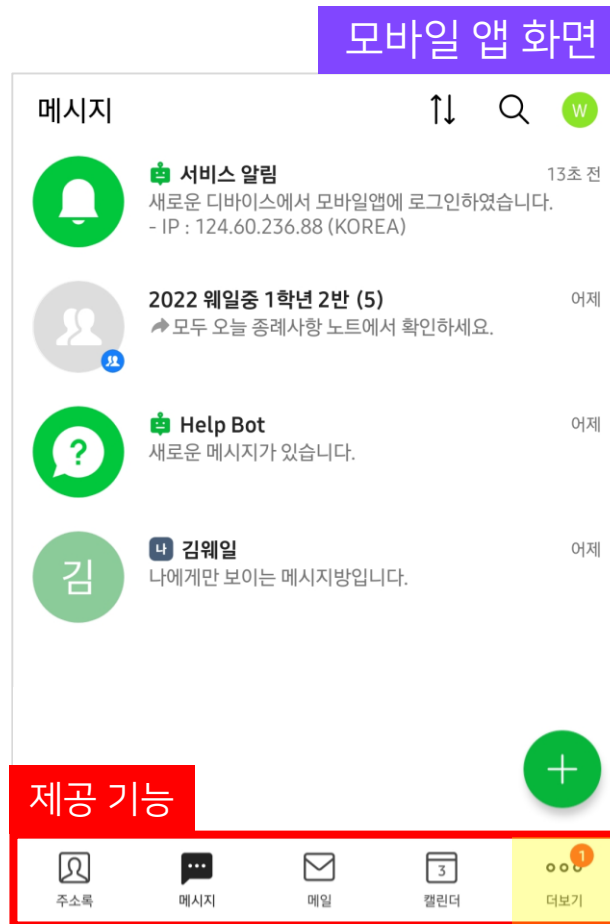 모바일 앱 화면
메시지
W
서비스 알림
13초 전
새로운 디바이스에서 모바일앱에 로그인하였습니다.
- IP : 124.60.236.88 (KOREA)
2022 웨일중 1학년 2반 (5)
어제
모두 오늘 종례사항 노트에서 확인하세요.
?
Help Bot
어제
새로운 메시지가 있습니다.
김
나 김웨일
어제
나에게만 보이는 메시지방입니다.
제공 기능
3
1
주소록
메시지
메일
캘린더
더보기